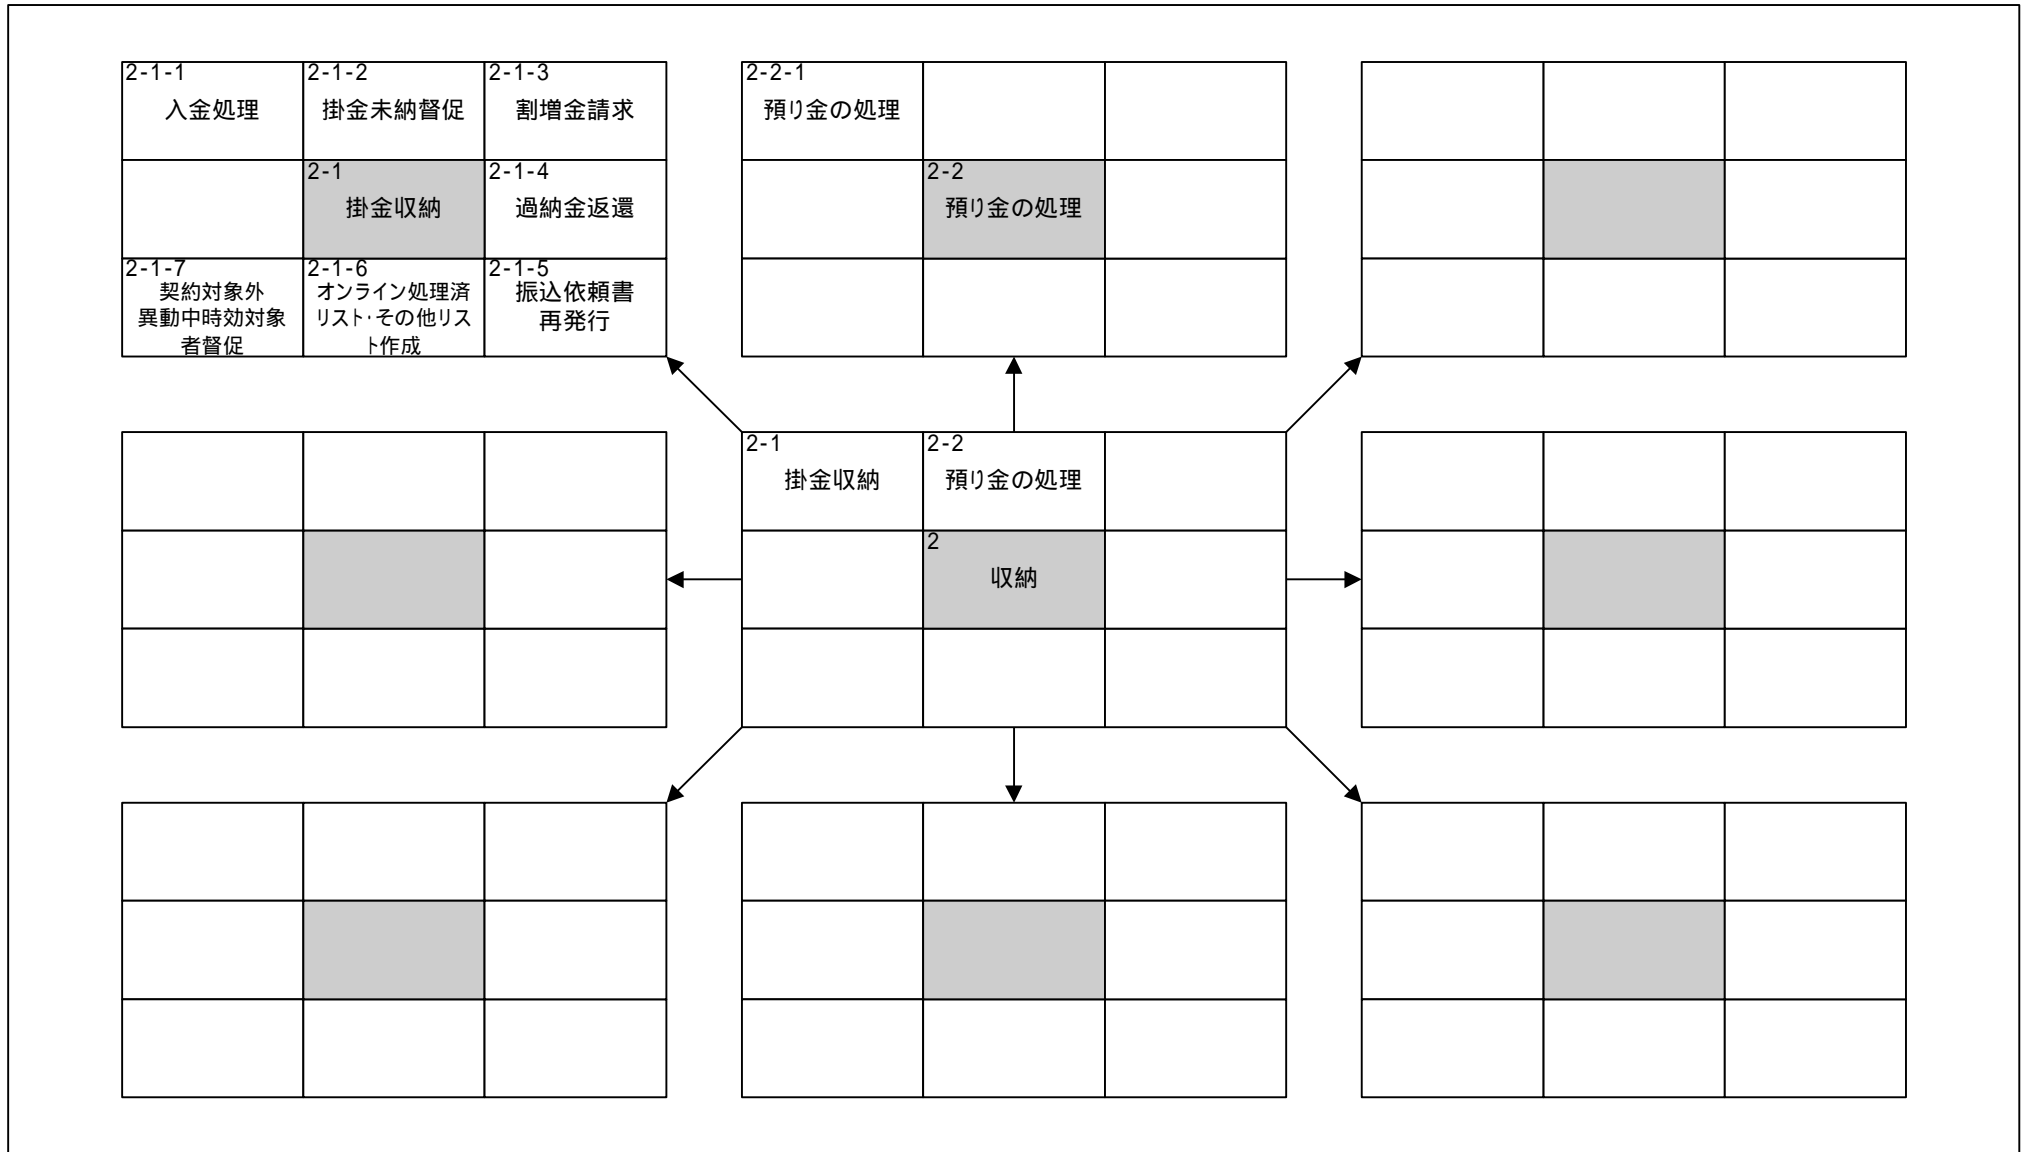 2-1-1
入金処理
2-1-2
掛金未納督促
2-1-3
割増金請求
2-1
掛金収納
2-1-4
過納金返還
2-1-7
契約対象外
異動中時効対象
者督促
2-1-6
オンライン処理済
リスト・その他リス
ト作成
2-1-5
振込依頼書
再発行
2-2-1
預り金の処理
2-2
預り金の処理
2-1
掛金収納
2-2
預り金の処理
2
収納